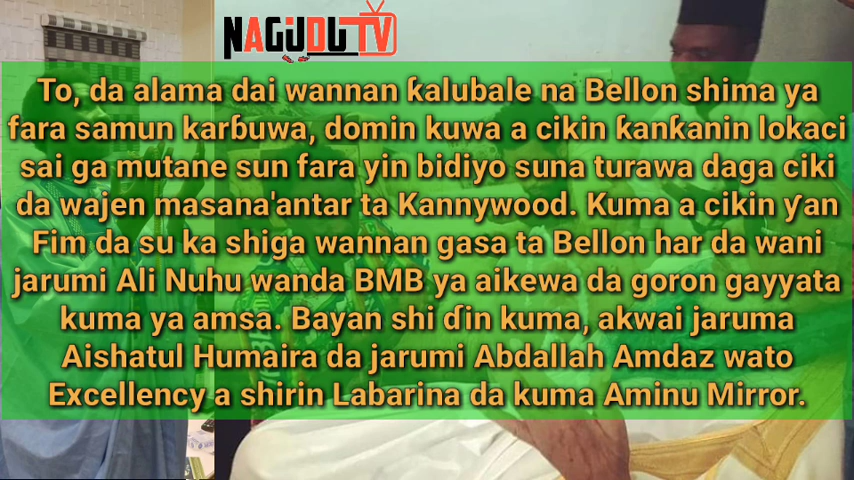 NAGUDU TV
To, da alama dai wannan ƙalubale na Bellon shima ya
fara samun karɓuwa, domin kuwa a cikin ƙanƙanin lokaci
sai ga mutane sun fara yin bidiyo suna turawa daga ciki
da wajen masana'antar ta Kannywood. Kuma a cikin ƴan
Fim da su ka shiga wannan gasa ta Bellon har da wani
jarumi Ali Nuhu wanda BMB ya aikewa da goron gayyata
kuma ya amsa. Bayan shi ɗin kuma, akwai jaruma
Aishatul Humaira da jarumi Abdallah Amdaz wato
Excellency a shirin Labarina da kuma Aminu Mirror.